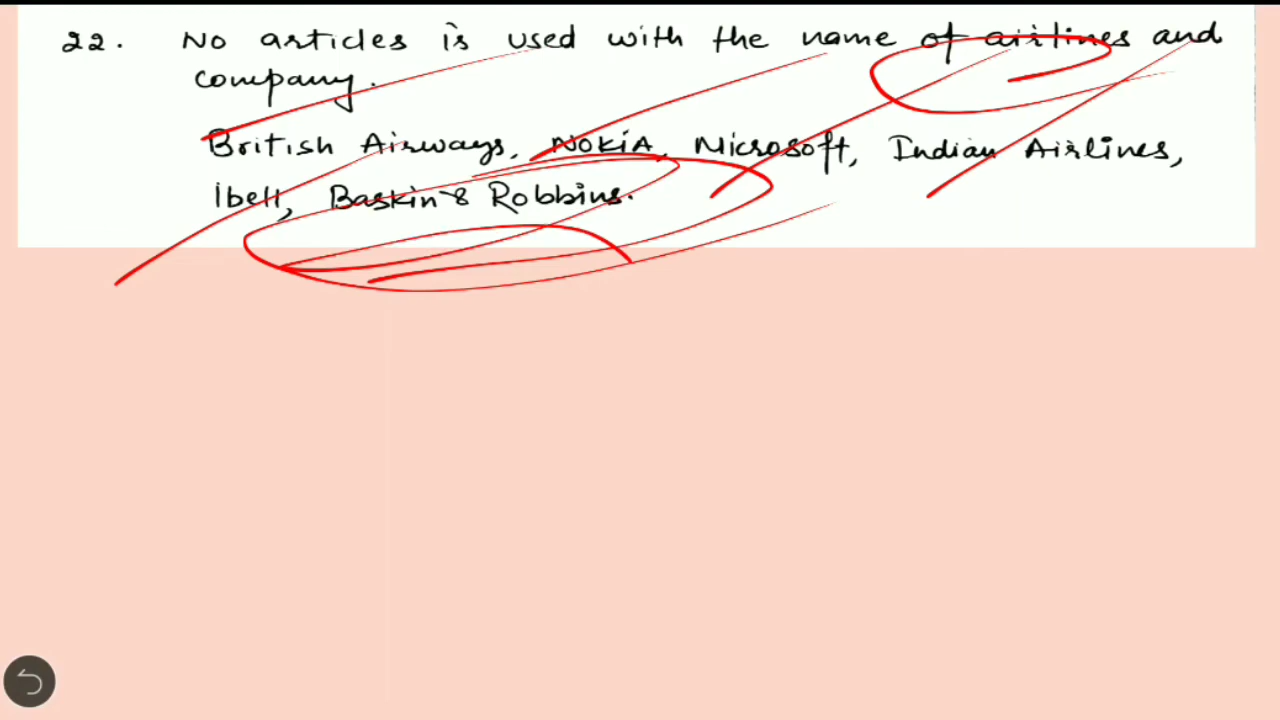 22. No articles is used with the name of airlines and
company.
British Airways, NOKIA, Microsoft, Indian Airlines,
Ibell, Baskin & Robbins.